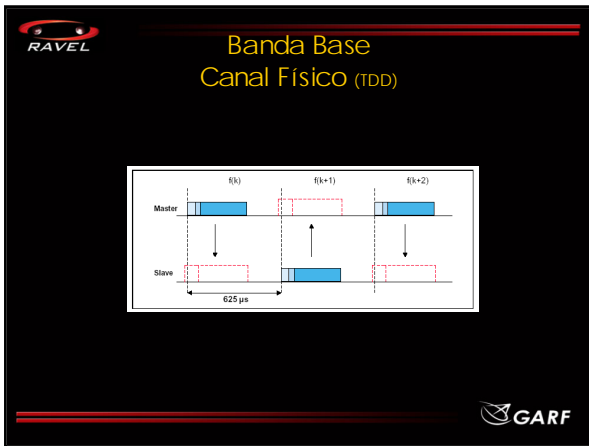 RAVEL
Banda Base
Canal Físico (TDD)
f(k) f(k+1) f(k+2)
Master
Slave
625 µs
GARF